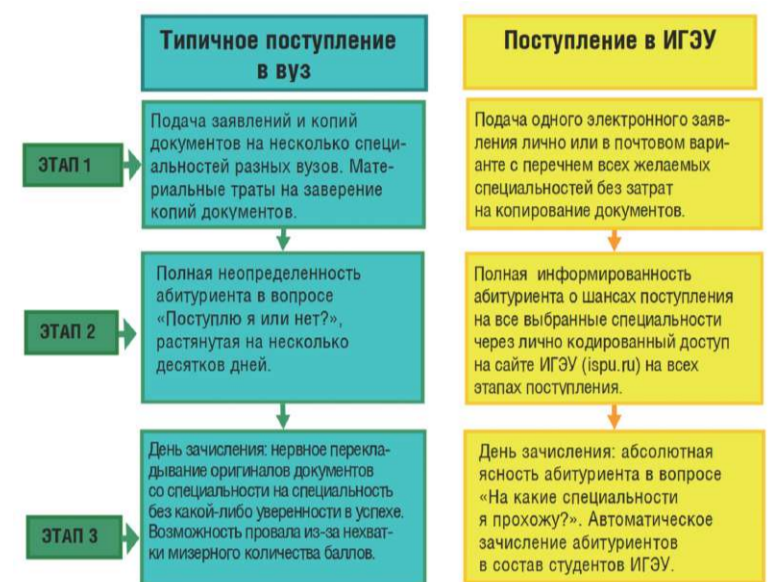 Типичное поступление
в вуз
Поступление в ИГЭУ
ЭТАП 1
Подача заявлений и копий
документов на несколько специ-
альностей разных вузов. Мате-
риальные траты на заверение
копий документов.
Подача одного электронного заяв-
ления лично или в почтовом вари-
анте с перечнем всех желаемых
специальностей без затрат
на копирование документов.
ЭТАП 2
Полная неопределенность
абитуриента в вопросе
«Поступлю я или нет?»,
растянутая на несколько
десятков дней.
Полная информированность
абитуриента о шансах поступления
на все выбранные специальности
через лично кодированный доступ
на сайте ИГЭУ (ispu.ru) на всех
этапах поступления.
ЭТАП 3
День зачисления: нервное перекла-
дывание оригиналов документов
со специальности на специальность
без какой-либо уверенности в успехе.
Возможность провала из-за нехват-
ки мизерного количества баллов.
День зачисления: абсолютная
ясность абитуриента в вопросе
«На какие специальности
я прохожу?». Автоматическое
зачисление абитуриентов
в состав студентов ИГЭУ.